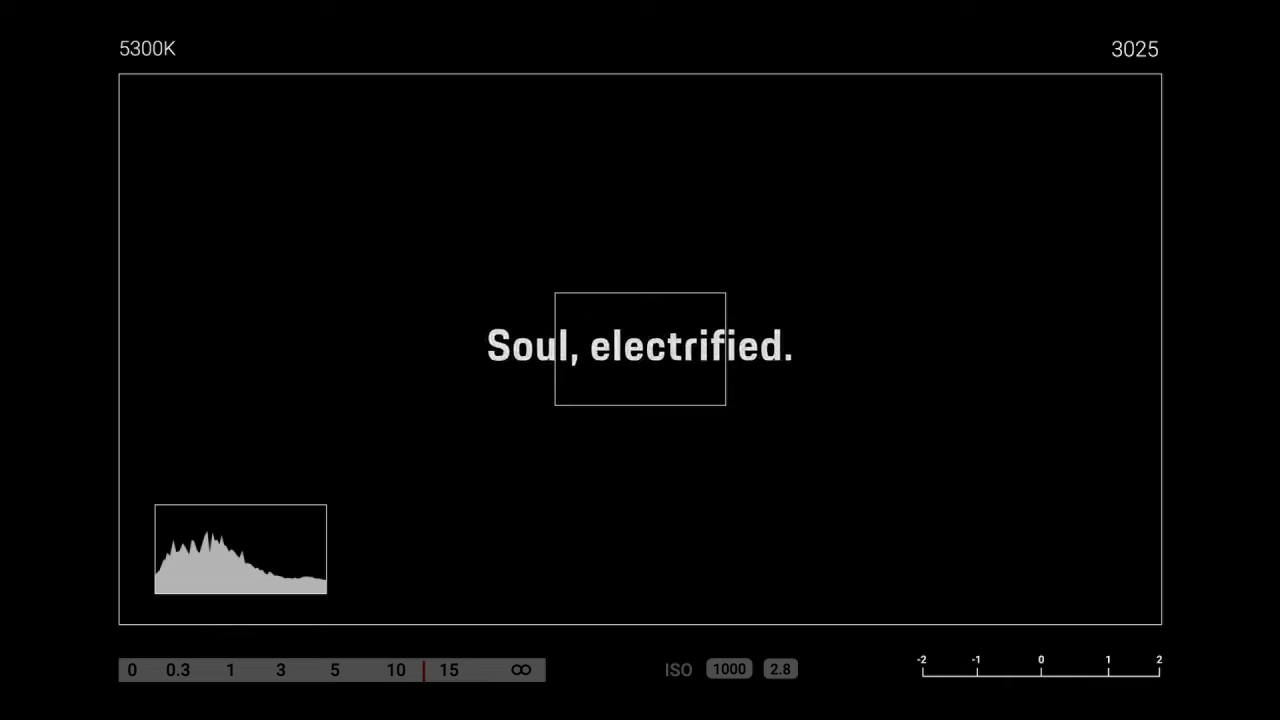 5300K 3025
Soul, electrified.
0 0.3 1 3 5 10 15 ∞ ISO 1000 2.8 -2 -1 0 1 2